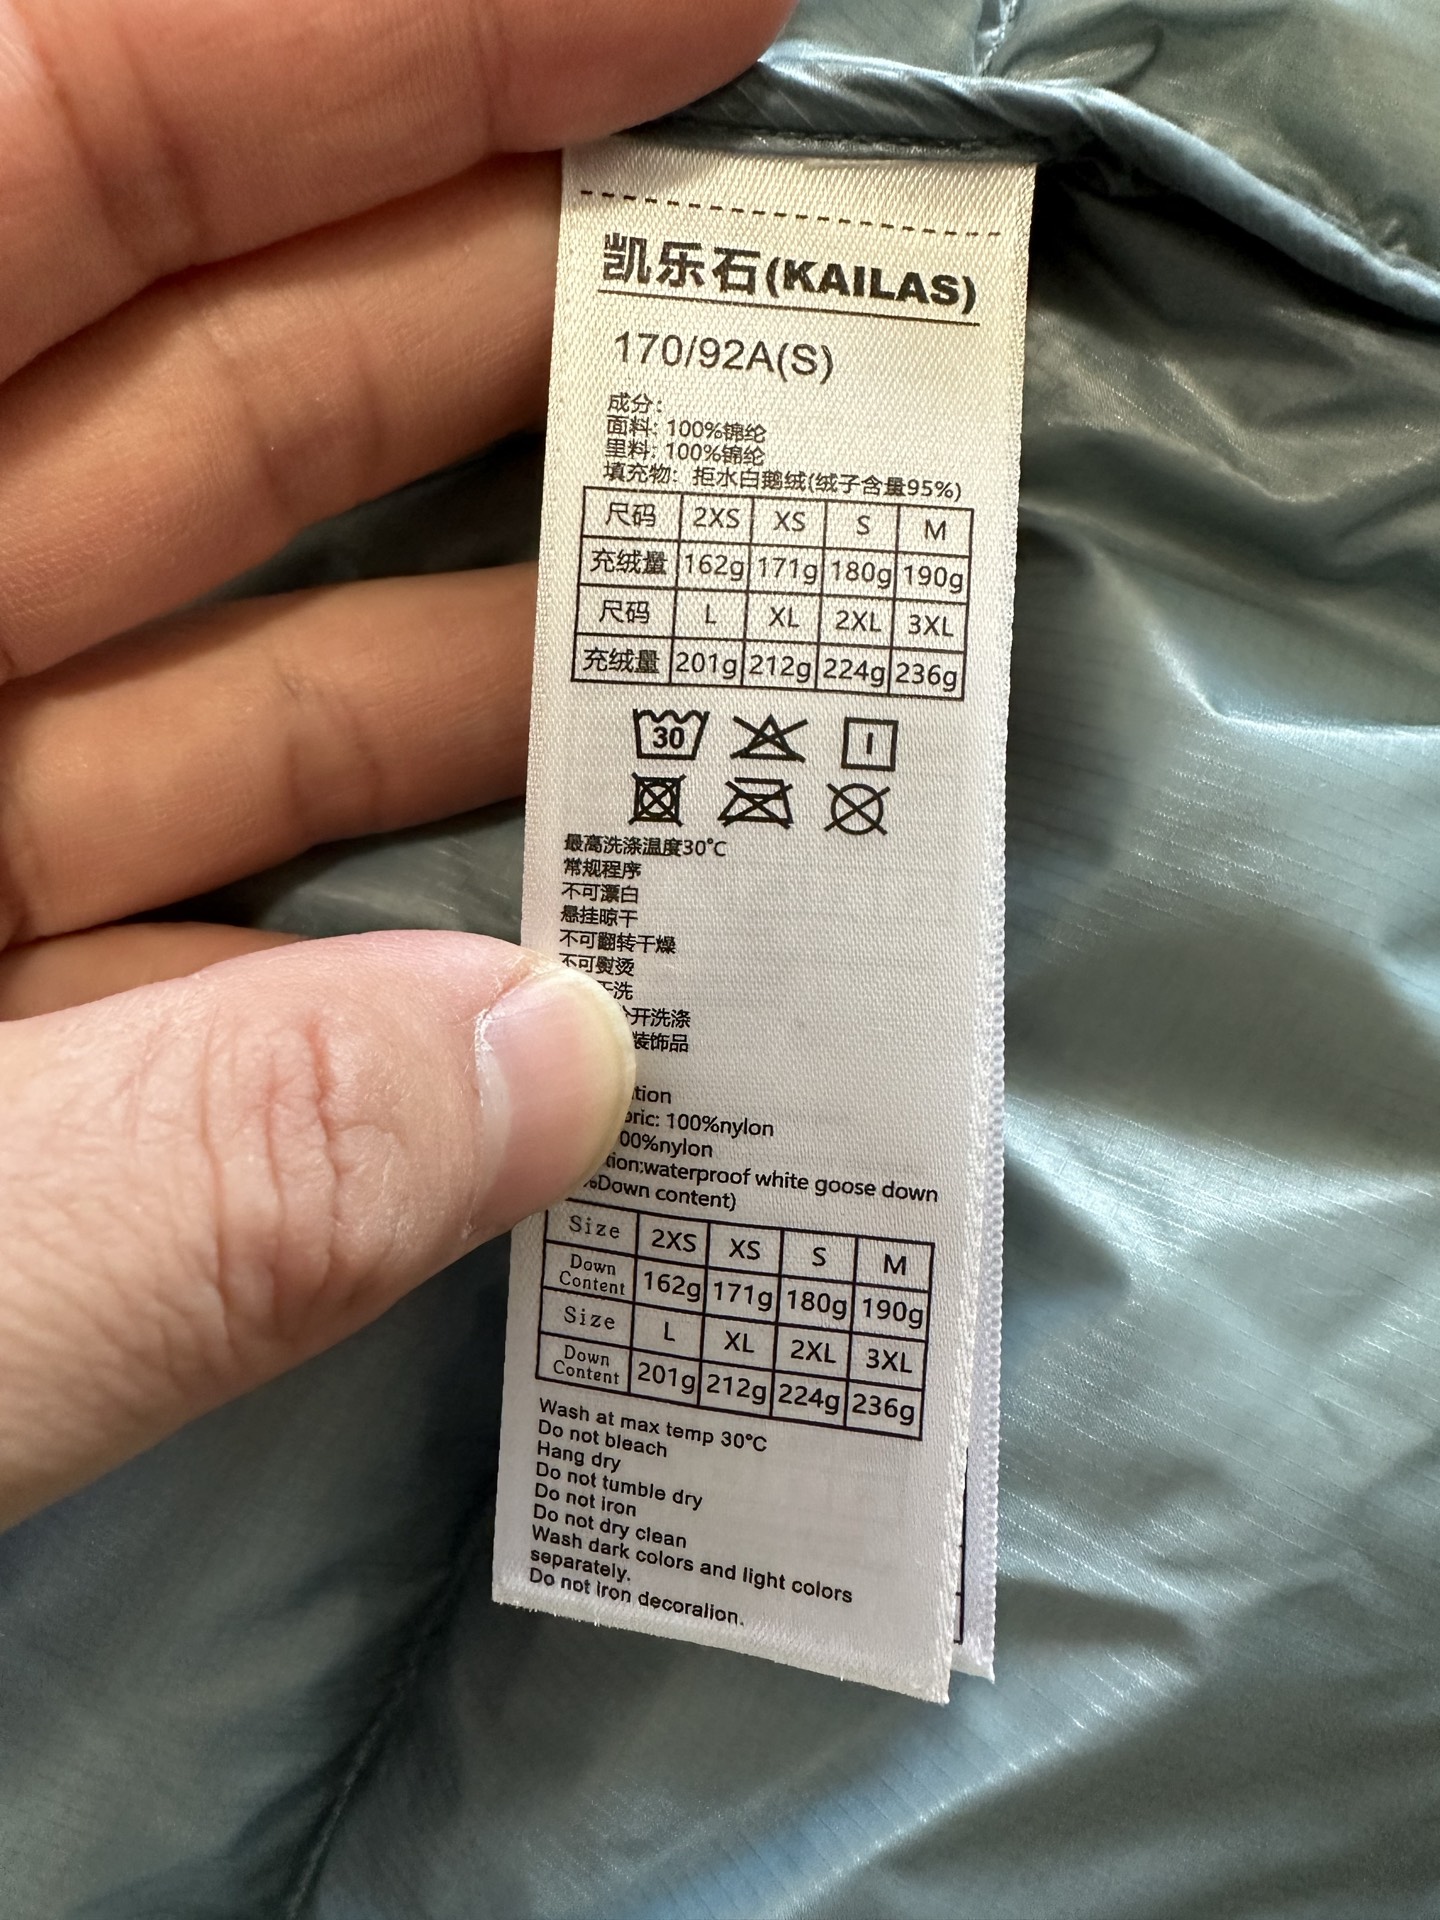 凯乐石(KAILAS)
170/92A(S)
成分:
面料: 100%锦纶
里料: 100%锦纶
填充物: 拒水白鹅绒(绒子含量95%)
尺码 2XS XS S M
充绒量 162g 171g 180g 190g
尺码 L XL 2XL 3XL
充绒量 201g 212g 224g 236g
30
最高洗涤温度30℃
常规程序
不可漂白
悬挂晾干
不可翻转干燥
不可熨烫
干洗
分开洗涤
装饰品
tion
bric: 100%nylon
00%nylon
tion:waterproof white goose down
%Down content)
Size 2XS XS S M
Down Content 162g 171g 180g 190g
Size L XL 2XL 3XL
Down Content 201g 212g 224g 236g
Wash at max temp 30℃
Do not bleach
Hang dry
Do not tumble dry
Do not iron
Do not dry clean
Wash dark colors and light colors
separately.
Do not iron decoralion.